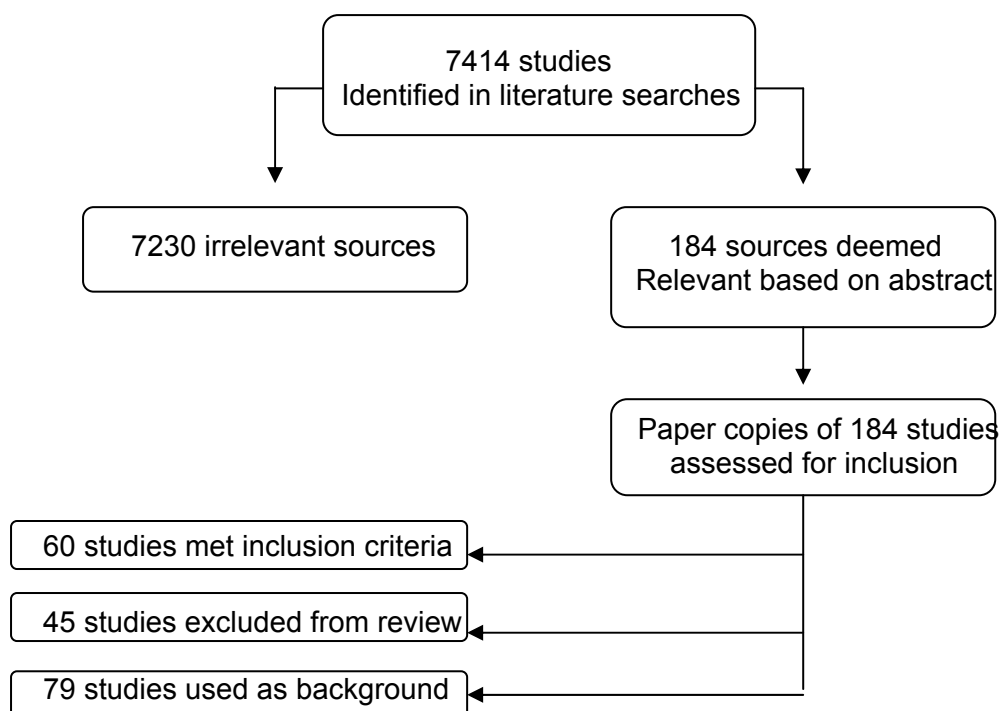 7414 studies
Identified in literature searches
7230 irrelevant sources
184 sources deemed
Relevant based on abstract
Paper copies of 184 studies
assessed for inclusion
60 studies met inclusion criteria
45 studies excluded from review
79 studies used as background